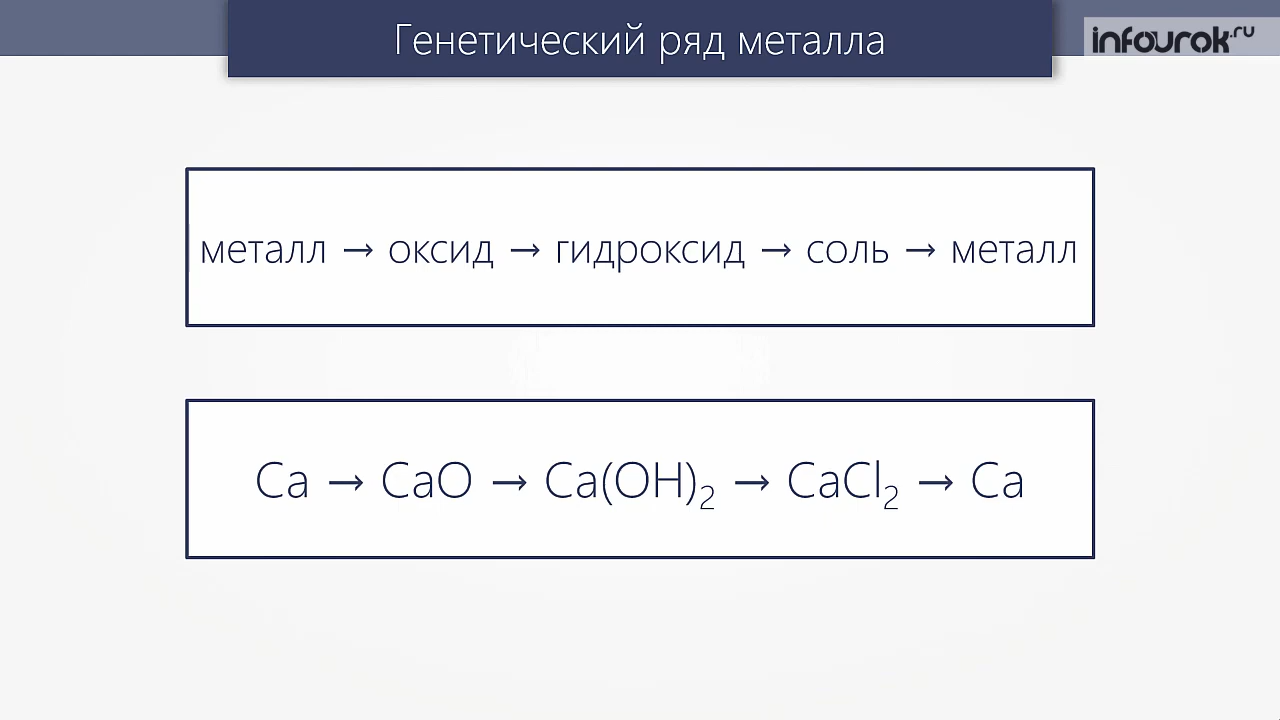 Генетический ряд металла
infourok.ru
металл → оксид → гидроксид → соль → металл
Ca → CaO → Ca(OH)₂ → CaCl₂ → Ca